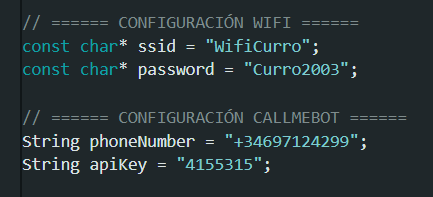 // ====== CONFIGURACIÓN WIFI ======
const char* ssid = "WifiCurro";
const char* password = "Curro2003";
// ====== CONFIGURACIÓN CALLMEBOT ======
String phoneNumber = "+34697124299";
String apiKey = "4155315";